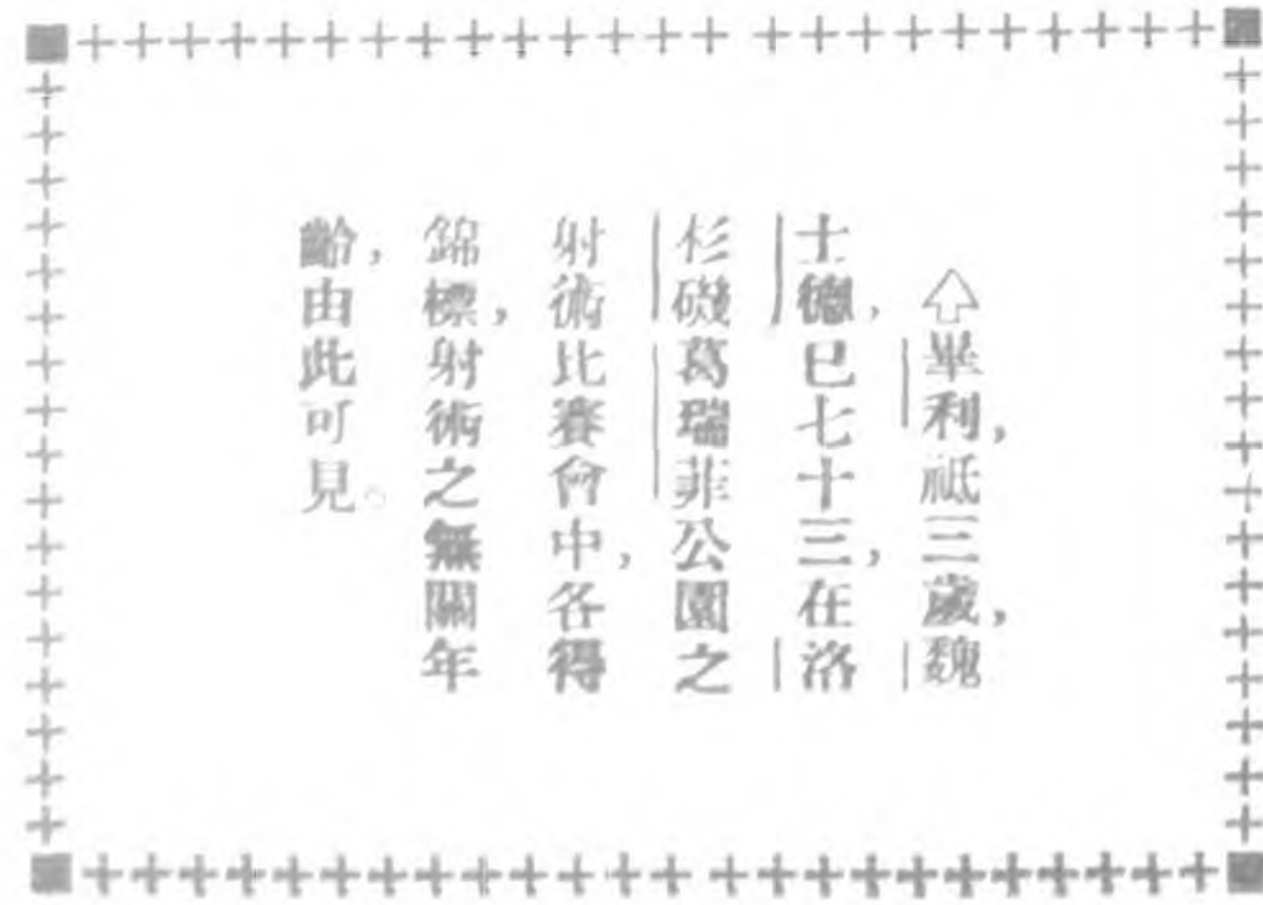 ⇧畢利，祗三歲，魏
士德，已七十三，在洛
杉磯葛瑞菲公園之
射術比賽會中，各得
錦標，射術之無關年
齡，由此可見。